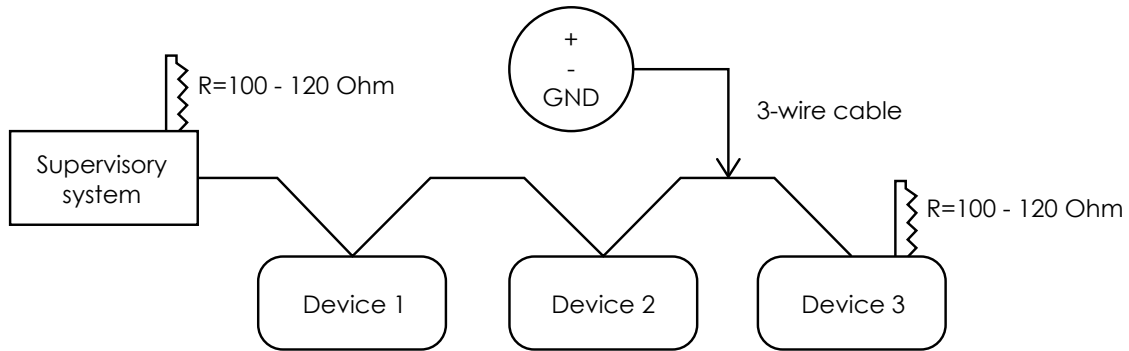 +
-
GND
R=100 - 120 Ohm
3-wire cable
Supervisory
system
R=100 - 120 Ohm
Device 1
Device 2
Device 3